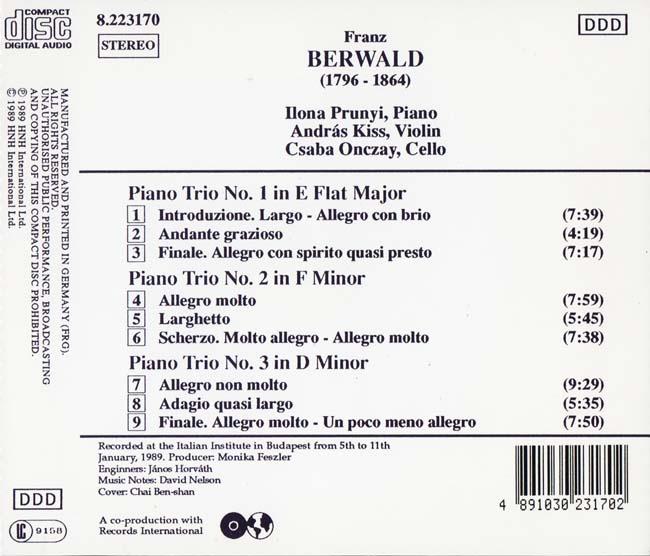 COMPACT
disc
DIGITAL AUDIO
8.223170
STEREO
Franz
BERWALD
(1796 - 1864)
DDD
Ilona Prunyi, Piano
András Kiss, Violin
Csaba Onczay, Cello
MANUFACTURED AND PRINTED IN GERMANY (FRG).
ALL RIGHTS RESERVED.
UNAUTHORISED PUBLIC PERFORMANCE, BROADCASTING
AND COPYING OF THIS COMPACT DISC PROHIBITED.
℗ 1989 HNH International Ltd.
© 1989 HNH International Ltd.
Piano Trio No. 1 in E Flat Major
1 Introduzione. Largo - Allegro con brio (7:39)
2 Andante grazioso (4:19)
3 Finale. Allegro con spirito quasi presto (7:17)
Piano Trio No. 2 in F Minor
4 Allegro molto (7:59)
5 Larghetto (5:45)
6 Scherzo. Molto allegro - Allegro molto (7:38)
Piano Trio No. 3 in D Minor
7 Allegro non molto (9:29)
8 Adagio quasi largo (5:35)
9 Finale. Allegro molto - Un poco meno allegro (7:50)
Recorded at the Italian Institute in Budapest from 5th to 11th
January, 1989. Producer: Monika Feszler
Enginners: János Horváth
Music Notes: David Nelson
Cover: Chai Ben-shan
DDD
LC 9158
A co-production with
Records International
4 891030 231702